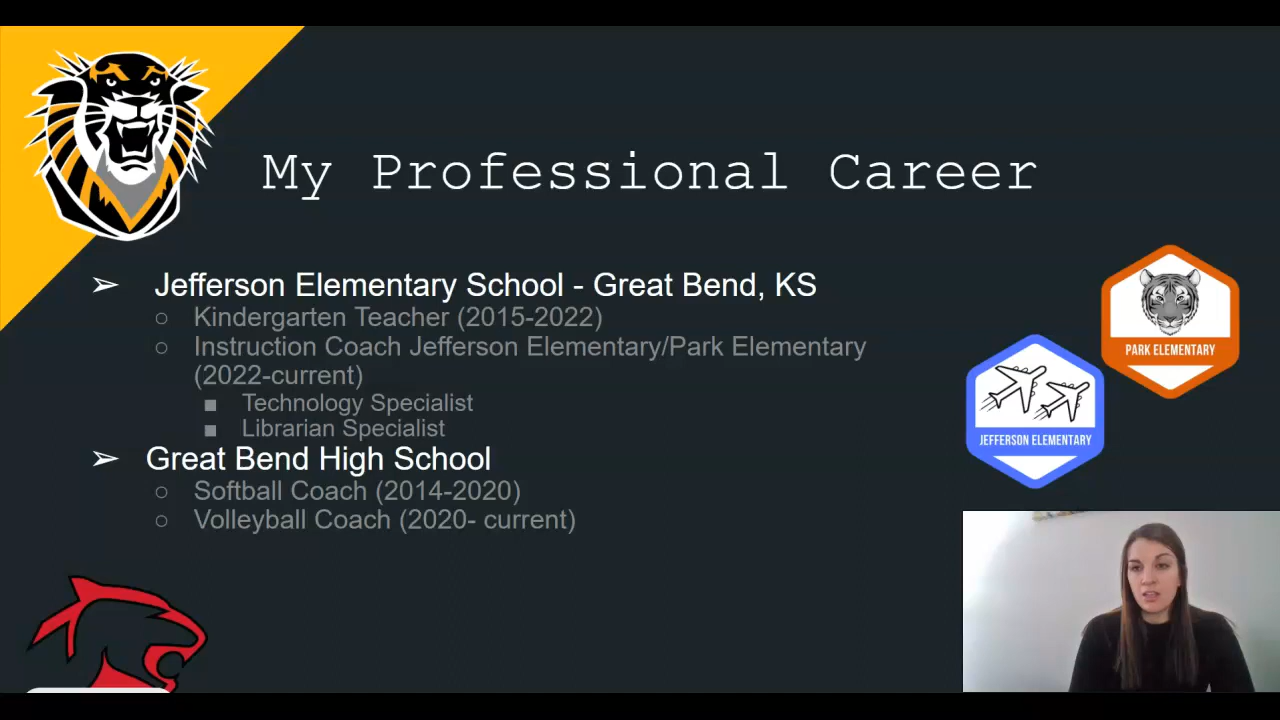 My Professional Career
➢ Jefferson Elementary School - Great Bend, KS
○ Kindergarten Teacher (2015-2022)
○ Instruction Coach Jefferson Elementary/Park Elementary
(2022-current)
■ Technology Specialist
■ Librarian Specialist
➢ Great Bend High School
○ Softball Coach (2014-2020)
○ Volleyball Coach (2020- current)
PARK ELEMENTARY
JEFFERSON ELEMENTARY